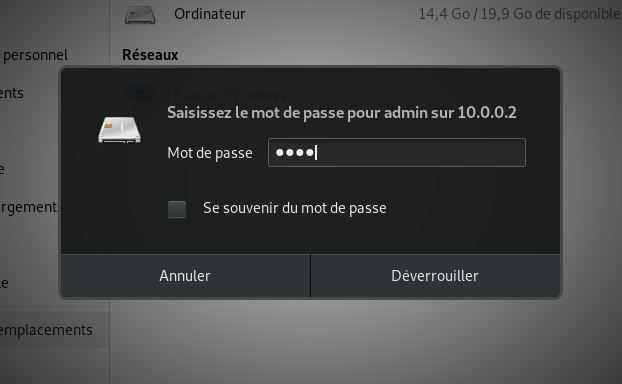 Ordinateur 14,4 Go / 19,9 Go de disponible
personnel
Réseaux
ents
Réseau Windows
Saisissez le mot de passe pour admin sur 10.0.0.2
Mot de passe ●●●●
e
rgement
Se souvenir du mot de passe
Annuler Déverrouiller
le
emplacements